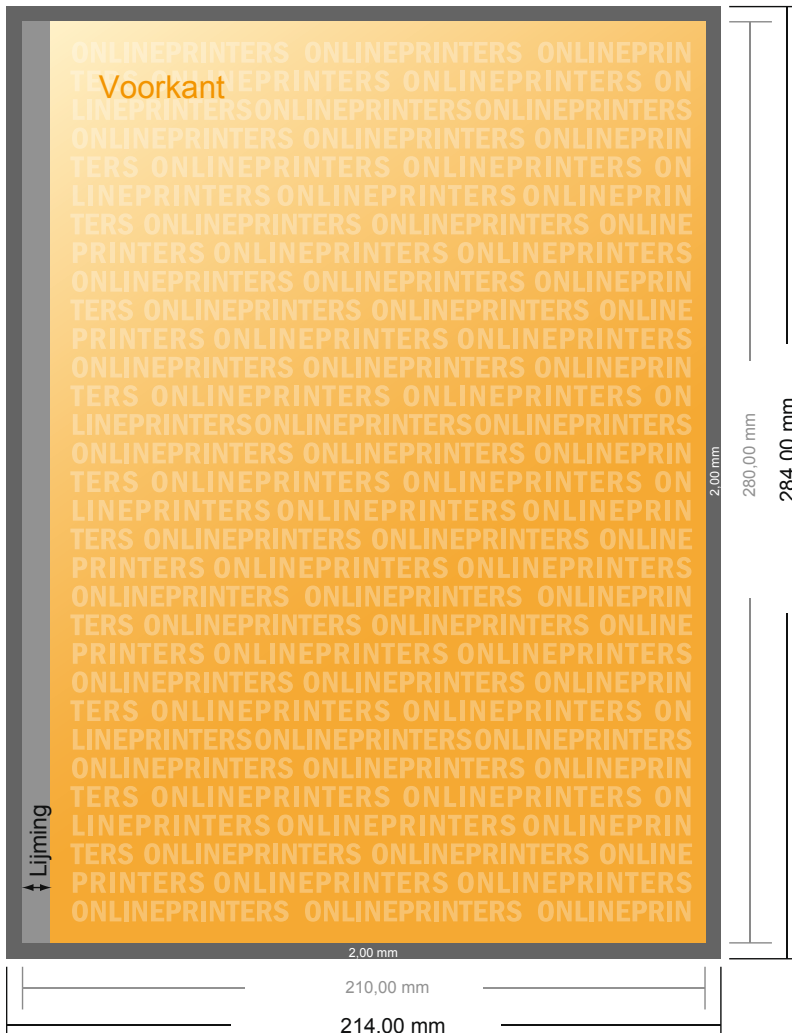 ONLINEPRINTERS ONLINEPRINTERS ONLINEPRIN
TERS ONLINEPRINTERS ONLINEPRINTERS ON
Voorkant
LINEPRINTERSONLINEPRINTERSONLINEPRINTERS
ONLINEPRINTERS ONLINEPRINTERS ONLINEPRIN
TERS ONLINEPRINTERS ONLINEPRINTERS ON
LINEPRINTERS ONLINEPRINTERS ONLINEPRIN
TERS ONLINEPRINTERS ONLINEPRINTERS ONLINE
PRINTERS ONLINEPRINTERS ONLINEPRINTERS
ONLINEPRINTERS ONLINEPRINTERS ONLINEPRIN
TERS ONLINEPRINTERS ONLINEPRINTERS ONLINE
PRINTERS ONLINEPRINTERS ONLINEPRINTERS
ONLINEPRINTERS ONLINEPRINTERS ONLINEPRIN
TERS ONLINEPRINTERS ONLINEPRINTERS ON
LINEPRINTERSONLINEPRINTERSONLINEPRINTERS
ONLINEPRINTERS ONLINEPRINTERS ONLINEPRIN
TERS ONLINEPRINTERS ONLINEPRINTERS ON
LINEPRINTERS ONLINEPRINTERS ONLINEPRIN
TERS ONLINEPRINTERS ONLINEPRINTERS ONLINE
PRINTERS ONLINEPRINTERS ONLINEPRINTERS
ONLINEPRINTERS ONLINEPRINTERS ONLINEPRIN
TERS ONLINEPRINTERS ONLINEPRINTERS ONLINE
PRINTERS ONLINEPRINTERS ONLINEPRINTERS
ONLINEPRINTERS ONLINEPRINTERS ONLINEPRIN
TERS ONLINEPRINTERS ONLINEPRINTERS ON
LINEPRINTERSONLINEPRINTERSONLINEPRINTERS
ONLINEPRINTERS ONLINEPRINTERS ONLINEPRIN
TERS ONLINEPRINTERS ONLINEPRINTERS ON
LINEPRINTERS ONLINEPRINTERS ONLINEPRIN
TERS ONLINEPRINTERS ONLINEPRINTERS ONLINE
PRINTERS ONLINEPRINTERS ONLINEPRINTERS
ONLINEPRINTERS ONLINEPRINTERS ONLINEPRIN
Lijming
2,00 mm
280,00 mm
284,00 mm
2,00 mm
210,00 mm
214,00 mm